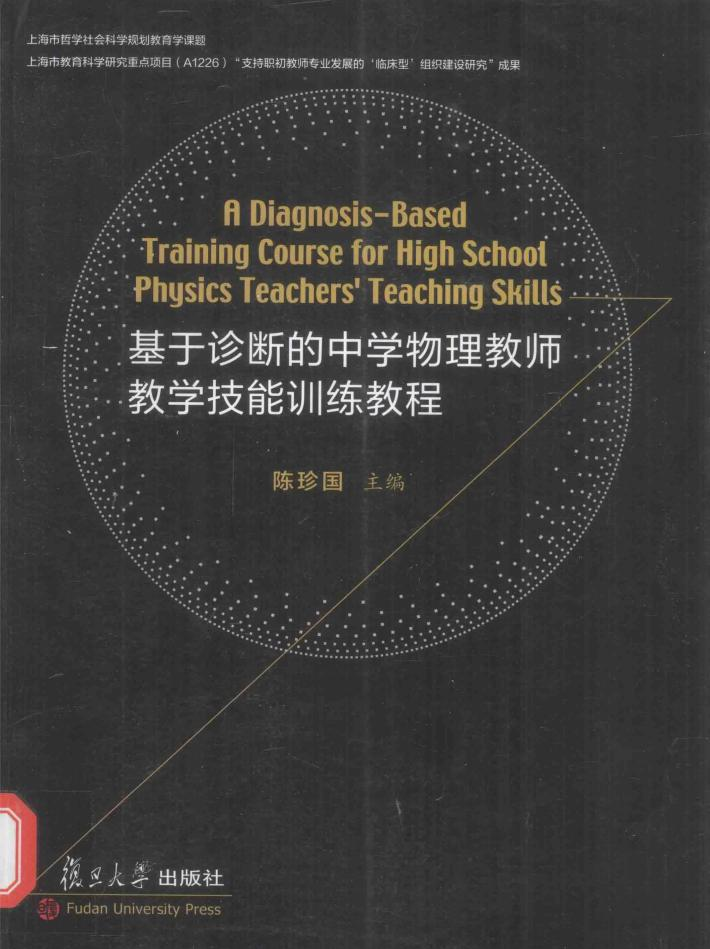 上海市哲学社会科学规划教育学课题
上海市教育科学研究重点项目（A1226）“支持职初教师专业发展的‘临床型’组织建设研究”成果
A Diagnosis-Based
Training Course for High School
Physics Teachers' Teaching Skills
基于诊断的中学物理教师
教学技能训练教程
陈珍国 主编
復旦大學出版社
Fudan University Press